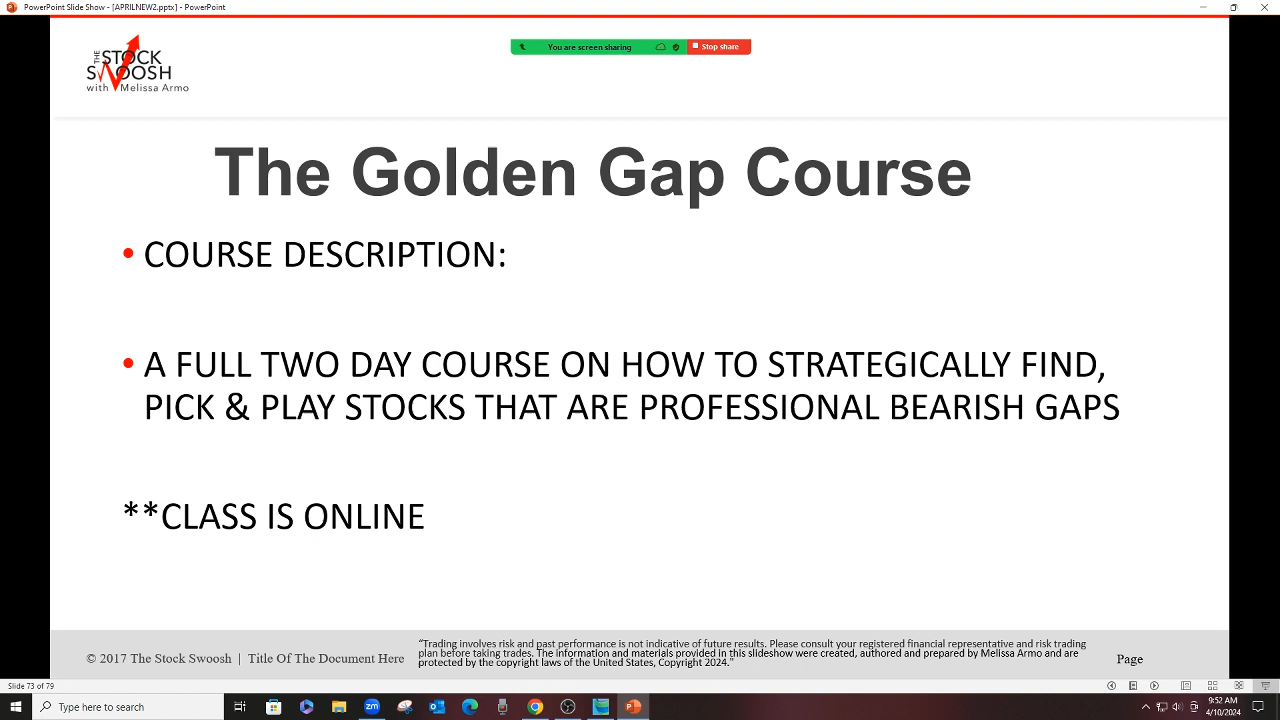 PowerPoint Slide Show - [APRILNEW2.pptx] - PowerPoint
You are screen sharing
Stop share
THE STOCK
SWOOSH
with Melissa Armo
The Golden Gap Course
• COURSE DESCRIPTION:
• A FULL TWO DAY COURSE ON HOW TO STRATEGICALLY FIND,
PICK & PLAY STOCKS THAT ARE PROFESSIONAL BEARISH GAPS
**CLASS IS ONLINE
© 2017 The Stock Swoosh | Title Of The Document Here
"Trading involves risk and past performance is not indicative of future results. Please consult your registered financial representative and risk trading
plan before taking trades. The information and materials provided in this slideshow were created, authored and prepared by Melissa Armo and are
protected by the copyright laws of the United States, Copyright 2024."
Page
Slide 73 of 79
Type here to search
9:52 AM
4/10/2024